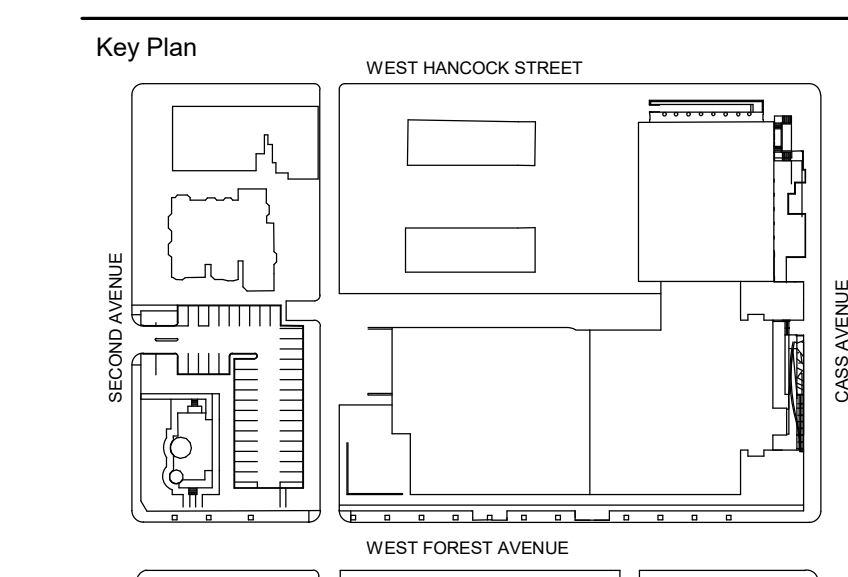 Key Plan
WEST HANCOCK STREET
SECOND AVENUE
CASS AVENUE
WEST FOREST AVENUE